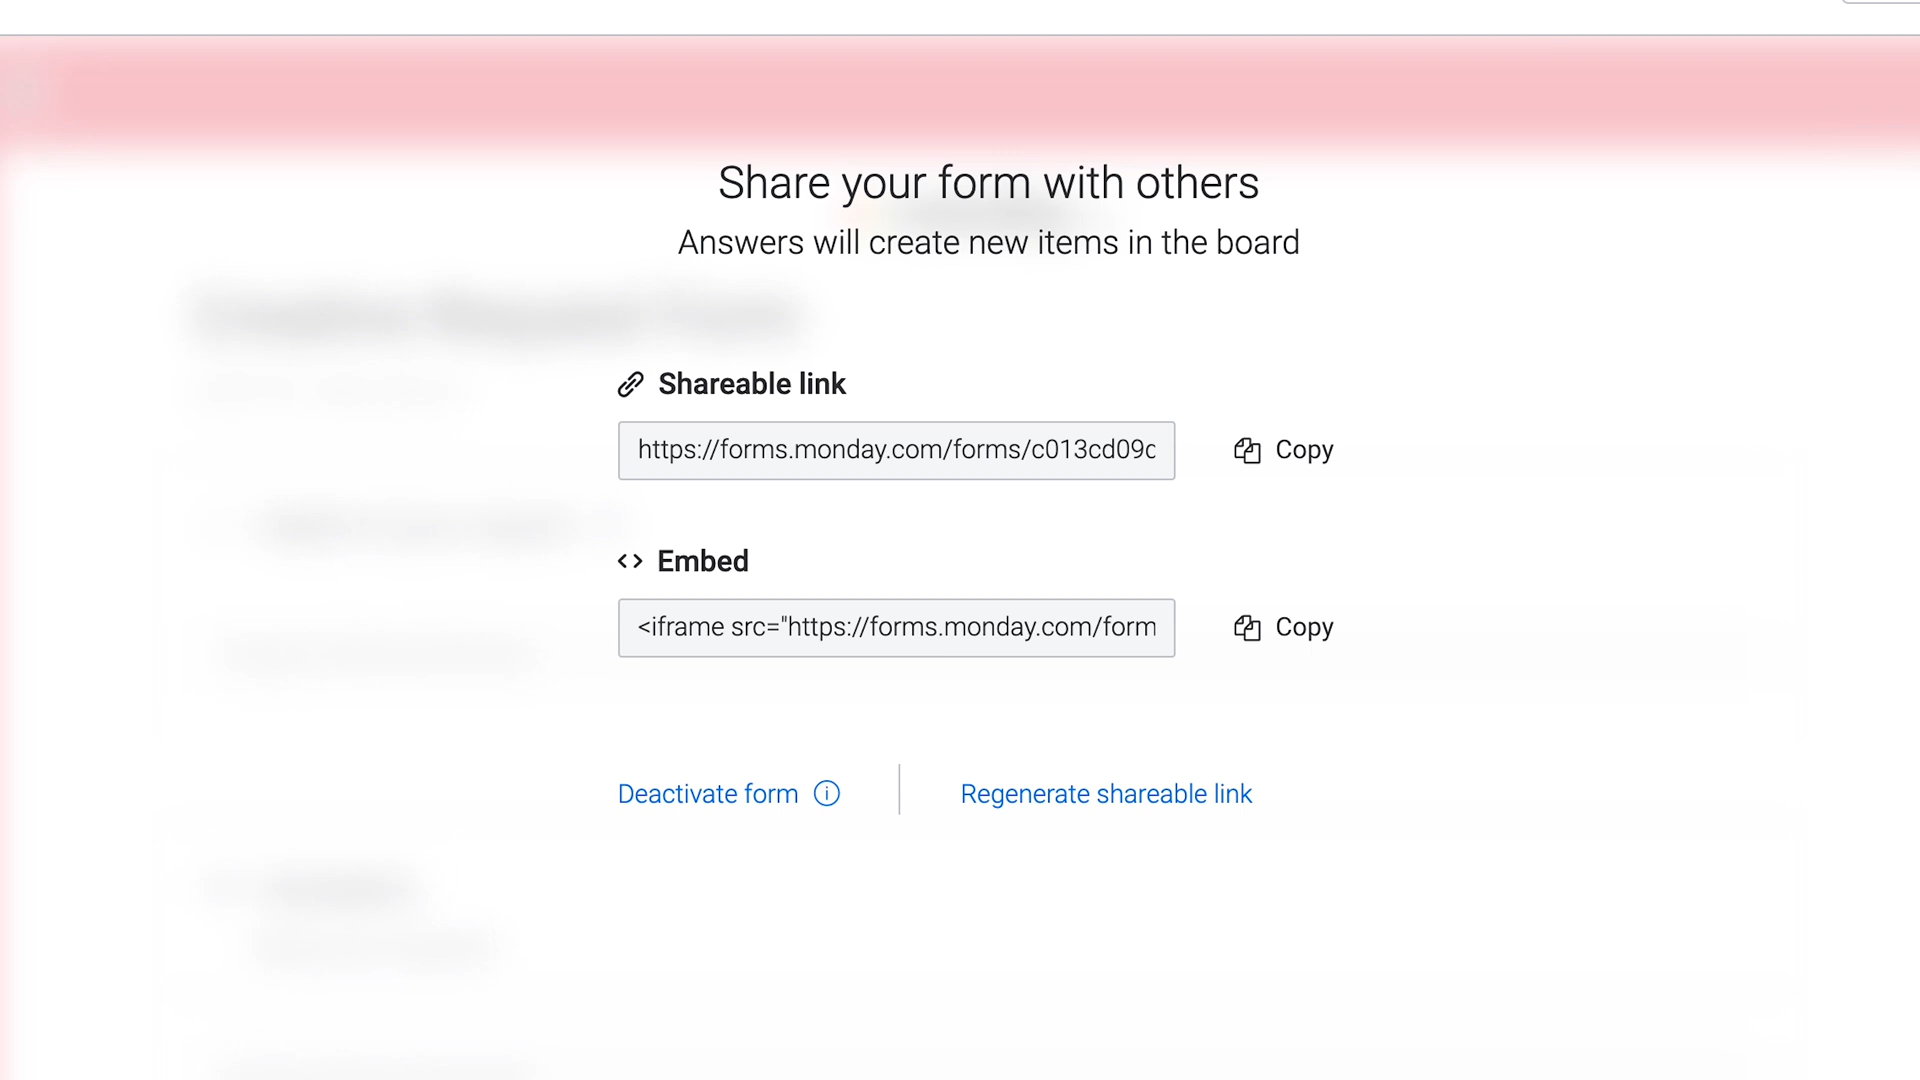 Share your form with others
Answers will create new items in the board
Shareable link
https://forms.monday.com/forms/c013cd09c
Copy
Embed
<iframe src="https://forms.monday.com/form
Copy
Deactivate form
Regenerate shareable link